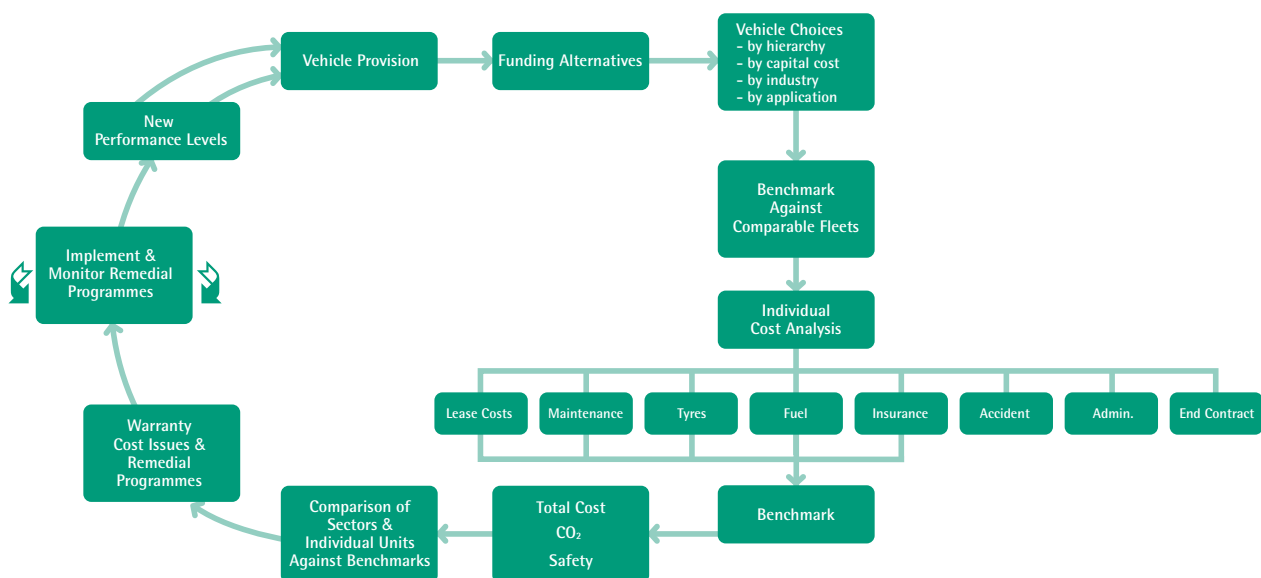 Vehicle Provision
Funding Alternatives
Vehicle Choices
- by hierarchy
- by capital cost
- by industry
- by application
New
Performance Levels
Benchmark
Against
Comparable Fleets
Implement &
Monitor Remedial
Programmes
Individual
Cost Analysis
Lease Costs
Maintenance
Tyres
Fuel
Insurance
Accident
Admin.
End Contract
Warranty
Cost Issues &
Remedial
Programmes
Comparison of
Sectors &
Individual Units
Against Benchmarks
Total Cost
CO₂
Safety
Benchmark